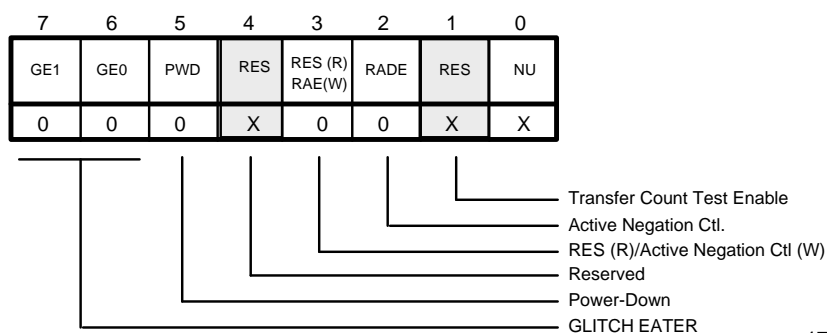 7 6 5 4 3 2 1 0
GE1 GE0 PWD RES RES (R) RADE RES NU
RAE(W)
0 0 0 X 0 0 X X
Transfer Count Test Enable
Active Negation Ctl.
RES (R)/Active Negation Ctl (W)
Reserved
Power-Down
GLITCH EATER